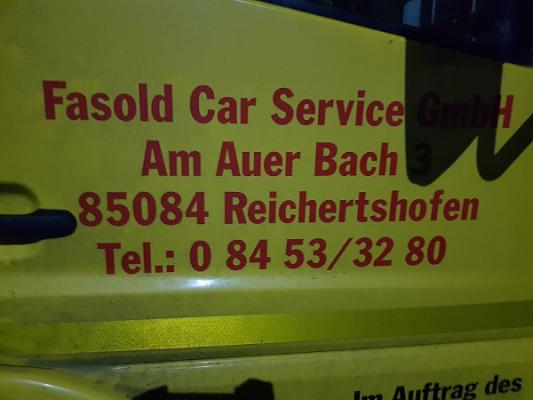 Fasold Car Service GmbH
Am Auer Bach 3
85084 Reichertshofen
Tel.: 0 84 53/32 80
Im Auftrag des